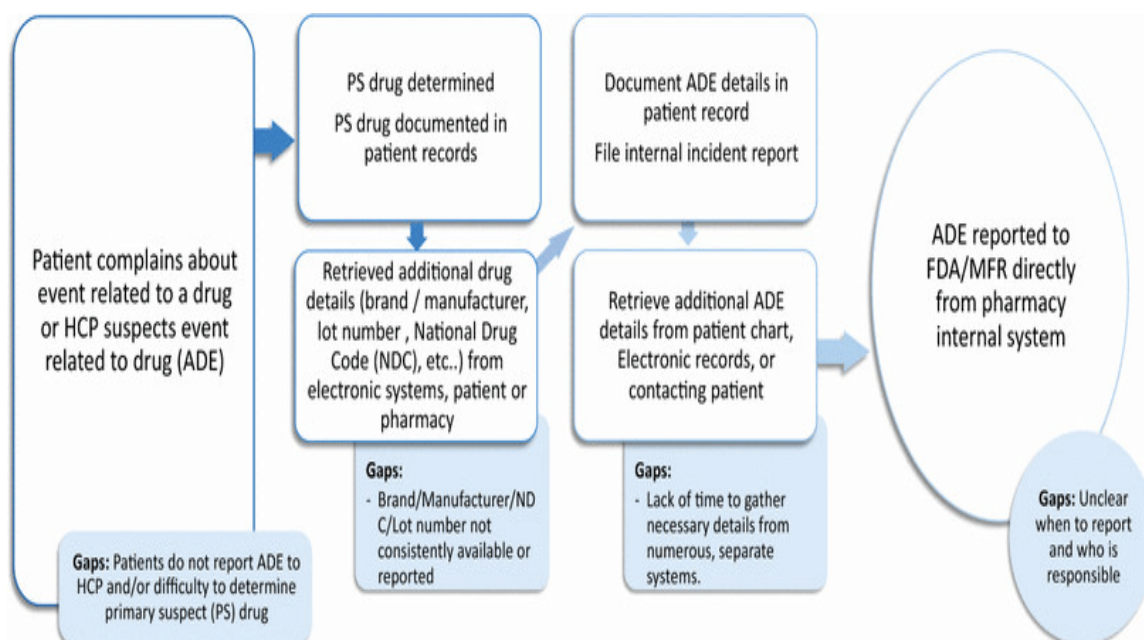 Patient complains about
event related to a drug
or HCP suspects event
related to drug (ADE)
Gaps: Patients do not report ADE to
HCP and/or difficulty to determine
primary suspect (PS) drug
PS drug determined
PS drug documented in
patient records
Retrieved additional drug
details (brand / manufacturer,
lot number , National Drug
Code (NDC), etc..) from
electronic systems, patient or
pharmacy
Gaps:
- Brand/Manufacturer/ND
C/Lot number not
consistently available or
reported
Document ADE details in
patient record
File internal incident report
Retrieve additional ADE
details from patient chart,
Electronic records, or
contacting patient
Gaps:
- Lack of time to gather
necessary details from
numerous, separate
systems.
ADE reported to
FDA/MFR directly
from pharmacy
internal system
Gaps: Unclear
when to report
and who is
responsible